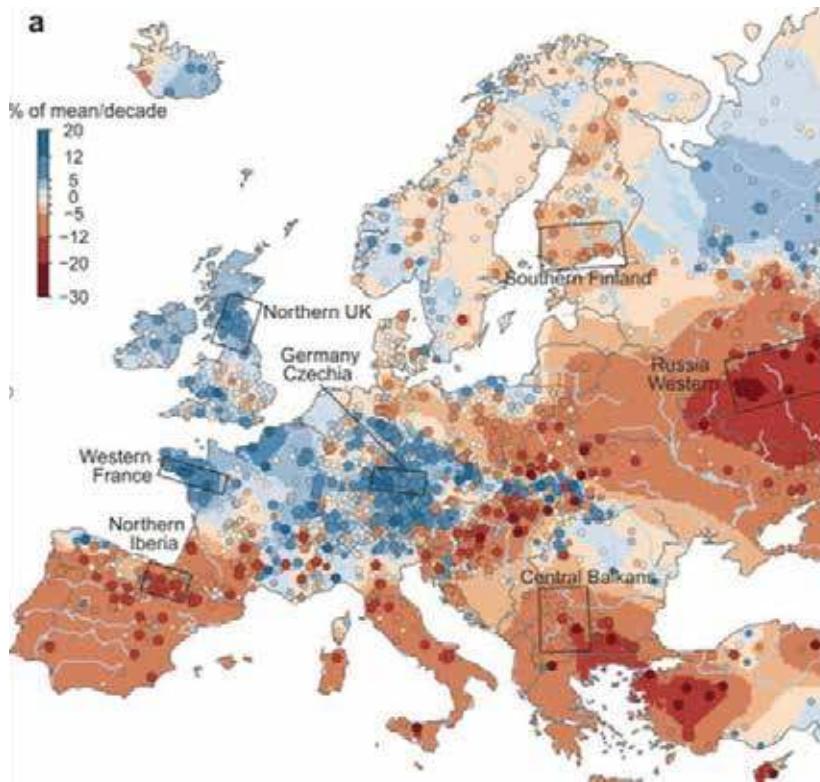 a
% of mean/decade
20
12
5
0
−5
−12
−20
−30
Southern Finland
Northern UK
Germany
Czechia
Russia
Western
Western
France
Northern
Iberia
Central Balkans